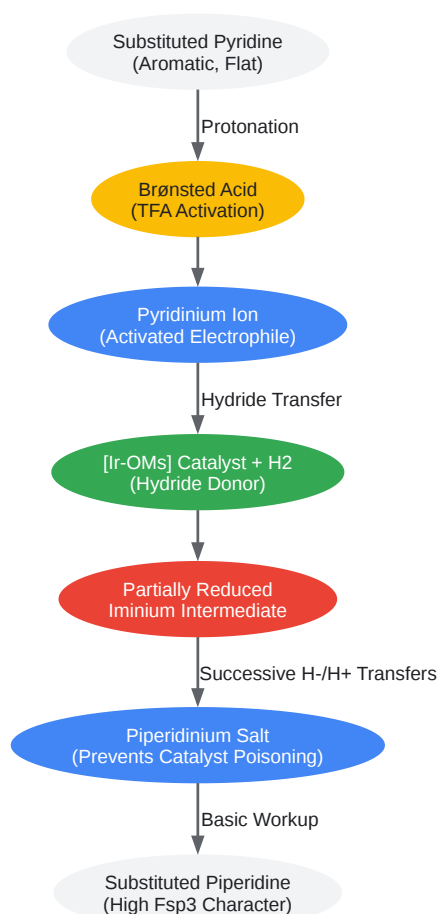 Substituted Pyridine
(Aromatic, Flat)
Protonation
Brønsted Acid
(TFA Activation)
Pyridinium Ion
(Activated Electrophile)
Hydride Transfer
[Ir-OMs] Catalyst + H2
(Hydride Donor)
Partially Reduced
Iminium Intermediate
Successive H-/H+ Transfers
Piperidinium Salt
(Prevents Catalyst Poisoning)
Basic Workup
Substituted Piperidine
(High Fsp3 Character)